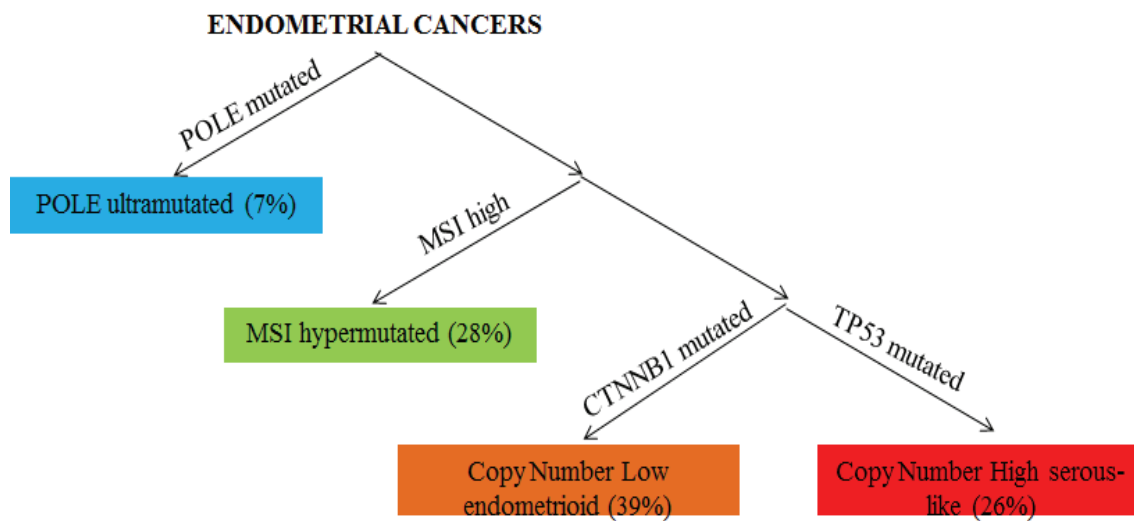 ENDOMETRIAL CANCERS
POLE mutated
POLE ultramutated (7%)
MSI high
MSI hypermutated (28%)
CTNNB1 mutated
TP53 mutated
Copy Number Low
endometrioid (39%)
Copy Number High serous-
like (26%)